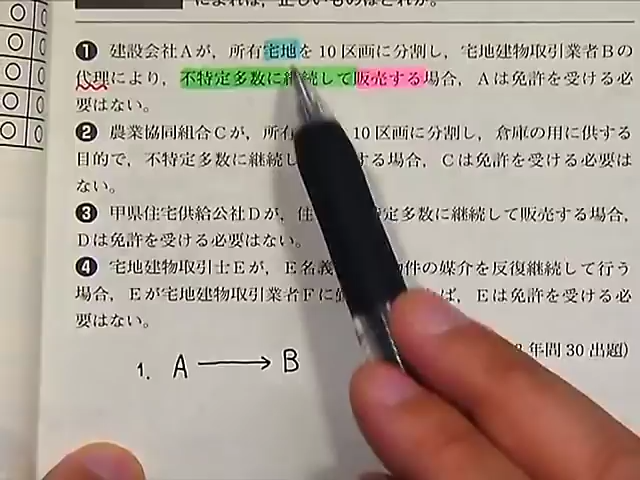 によれば、正しいものはどれか。
❶ 建設会社Aが、所有宅地を10区画に分割し、宅地建物取引業者Bの
代理により、不特定多数に継続して販売する場合、Aは免許を受ける必
要はない。
❷ 農業協同組合Cが、所有 10区画に分割し、倉庫の用に供する
目的で、不特定多数に継続し する場合、Cは免許を受ける必要は
ない。
❸ 甲県住宅供給公社Dが、住 定多数に継続して販売する場合、
Dは免許を受ける必要はない。
❹ 宅地建物取引士Eが、E名義 物件の媒介を反復継続して行う
場合、Eが宅地建物取引業者Fに ば、Eは免許を受ける必
要はない。
年問30出題)
1. A → B